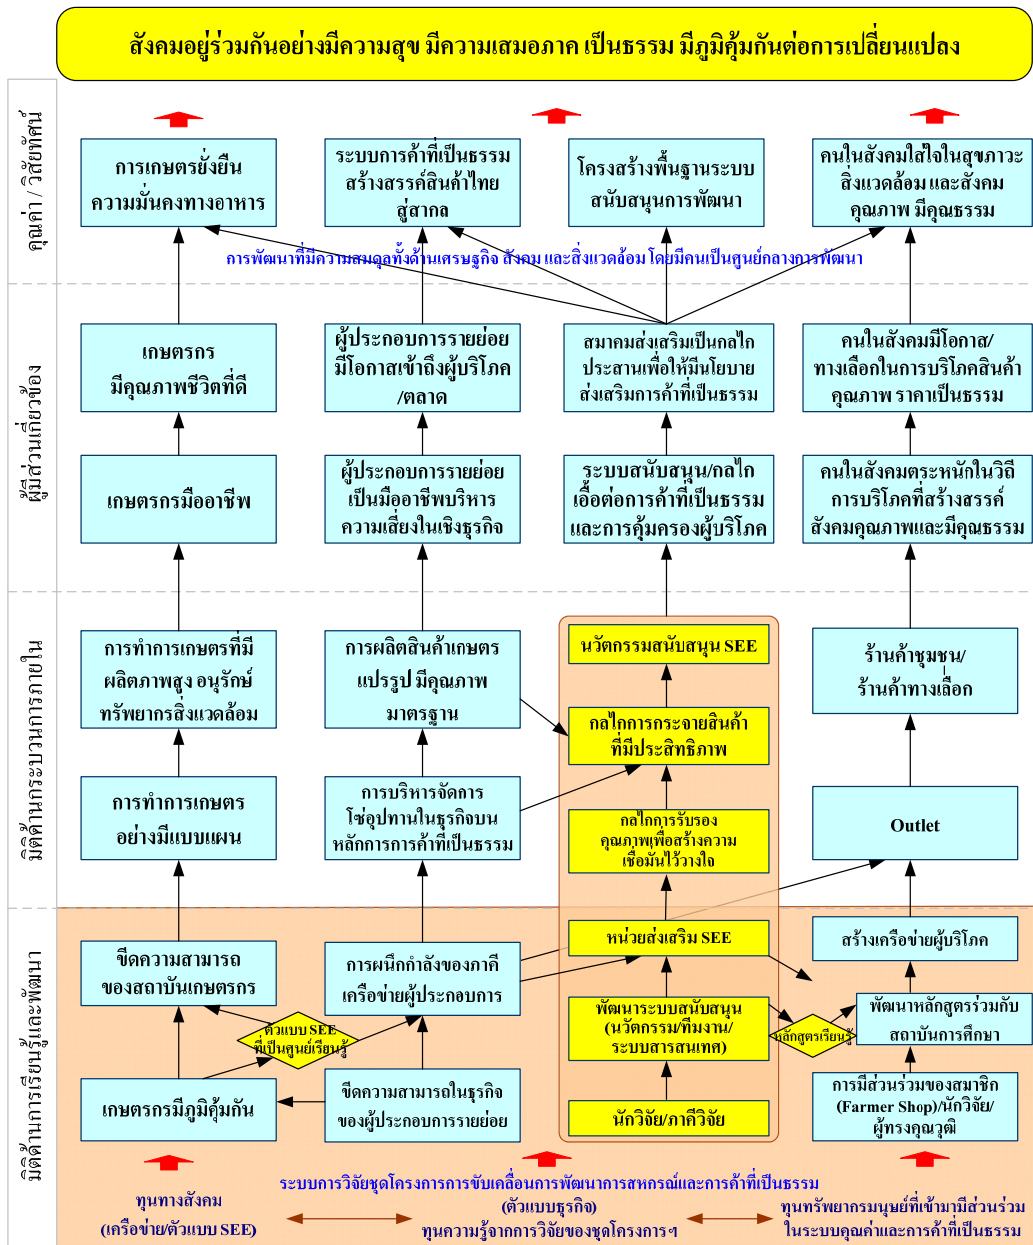 สังคมอยู่ร่วมกันอย่างมีความสุข มีความเสมอภาค เป็นธรรม มีภูมิคุ้มกันต่อการเปลี่ยนแปลง
คุณค่า / วิสัยทัศน์
การเกษตรยั่งยืน
ความมั่นคงทางอาหาร
ระบบการค้าที่เป็นธรรม
สร้างสรรค์สินค้าไทย
สู่สากล
โครงสร้างพื้นฐานระบบ
สนับสนุนการพัฒนา
คนในสังคมใส่ใจในสุขภาวะ
สิ่งแวดล้อม และสังคม
คุณภาพ มีคุณธรรม
การพัฒนาที่มีความสมดุลทั้งด้านเศรษฐกิจ สังคม และสิ่งแวดล้อม โดยมีคนเป็นศูนย์กลางการพัฒนา
ผู้มีส่วนเกี่ยวข้อง
เกษตรกร
มีคุณภาพชีวิตที่ดี
ผู้ประกอบการรายย่อย
มีโอกาสเข้าถึงผู้บริโภค
/ตลาด
สมาคมส่งเสริมเป็นกลไก
ประสานเพื่อให้มีนโยบาย
ส่งเสริมการค้าที่เป็นธรรม
คนในสังคมมีโอกาส/
ทางเลือกในการบริโภคสินค้า
คุณภาพ ราคาเป็นธรรม
เกษตรกรมืออาชีพ
ผู้ประกอบการรายย่อย
เป็นมืออาชีพบริหาร
ความเสี่ยงในเชิงธุรกิจ
ระบบสนับสนุน/กลไก
เอื้อต่อการค้าที่เป็นธรรม
และการคุ้มครองผู้บริโภค
คนในสังคมตระหนักในวิถี
การบริโภคที่สร้างสรรค์
สังคมคุณภาพและมีคุณธรรม
มิติด้านกระบวนการภายใน
การทำการเกษตรที่มี
ผลิตภาพสูง อนุรักษ์
ทรัพยากรสิ่งแวดล้อม
การผลิตสินค้าเกษตร
แปรรูป มีคุณภาพ
มาตรฐาน
นวัตกรรมสนับสนุน SEE
กลไกการกระจายสินค้า
ที่มีประสิทธิภาพ
ร้านค้าชุมชน/
ร้านค้าทางเลือก
การทำการเกษตร
อย่างมีแบบแผน
การบริหารจัดการ
โซ่อุปทานในธุรกิจบน
หลักการการค้าที่เป็นธรรม
กลไกการรับรอง
คุณภาพเพื่อสร้างความ
เชื่อมั่นไว้วางใจ
Outlet
มิติด้านการเรียนรู้และพัฒนา
ขีดความสามารถ
ของสถาบันเกษตรกร
การผนึกกำลังของภาคี
เครือข่ายผู้ประกอบการ
หน่วยส่งเสริม SEE
สร้างเครือข่ายผู้บริโภค
ตัวแบบ SEE
ที่เป็นศูนย์เรียนรู้
พัฒนาระบบสนับสนุน
(นวัตกรรม/ทีมงาน/
ระบบสารสนเทศ)
หลักสูตรเรียนรู้
พัฒนาหลักสูตรร่วมกับ
สถาบันการศึกษา
เกษตรกรมีภูมิคุ้มกัน
ขีดความสามารถในธุรกิจ
ของผู้ประกอบการรายย่อย
นักวิจัย/ภาคีวิจัย
การมีส่วนร่วมของสมาชิก
(Farmer Shop)/นักวิจัย/
ผู้ทรงคุณวุฒิ
ทุนทางสังคม
(เครือข่าย/ตัวแบบ SEE)
ระบบการวิจัยชุดโครงการการขับเคลื่อนการพัฒนาการสหกรณ์และการค้าที่เป็นธรรม
(ตัวแบบธุรกิจ)
ทุนความรู้จากการวิจัยของชุดโครงการฯ
ทุนทรัพยากรมนุษย์ที่เข้ามามีส่วนร่วม
ในระบบคุณค่าและการค้าที่เป็นธรรม